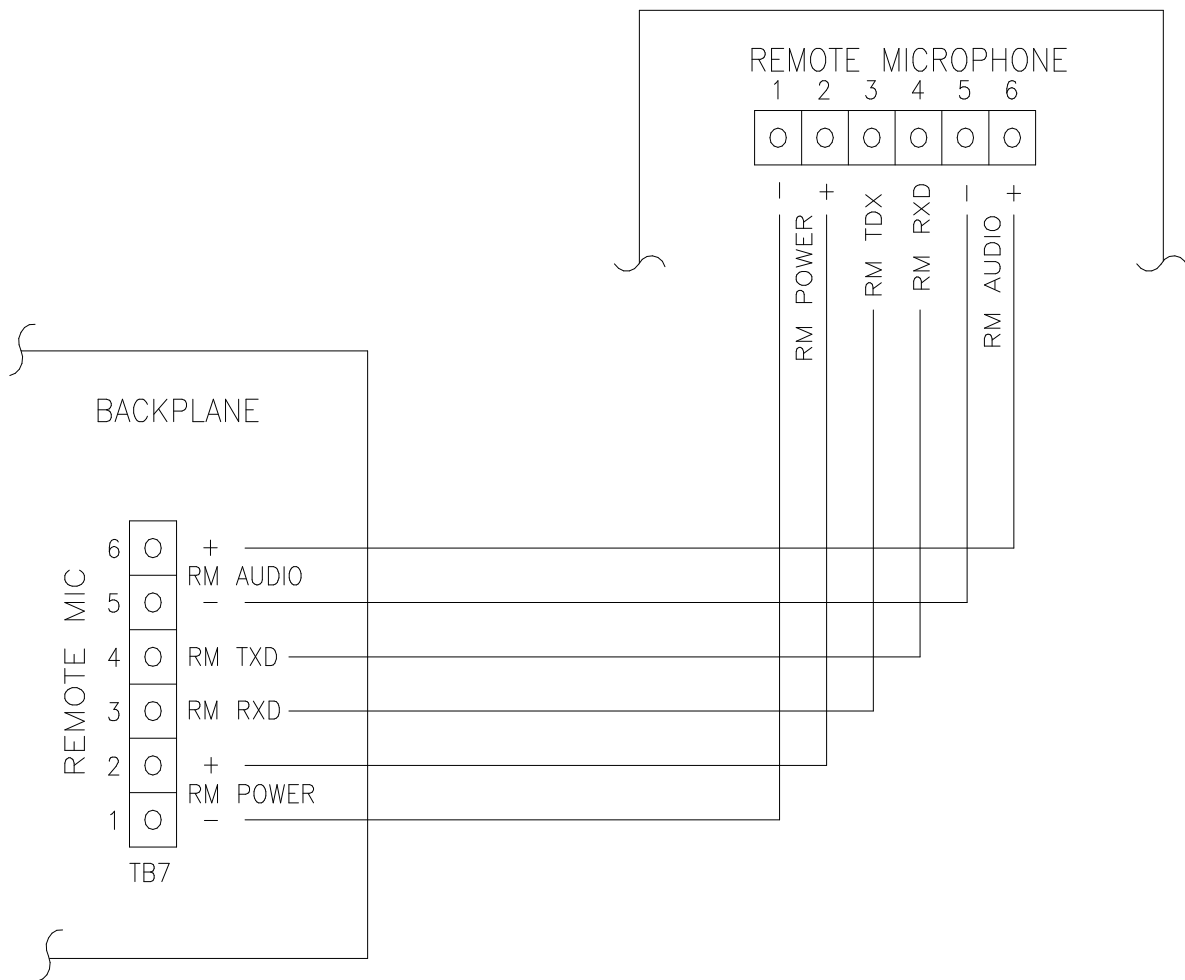 REMOTE MICROPHONE
1 2 3 4 5 6
- + - +
RM POWER
RM TDX
RM RXD
RM AUDIO
BACKPLANE
REMOTE MIC
6 +
RM AUDIO
5 -
4 RM TXD
3 RM RXD
2 +
RM POWER
1 -
TB7